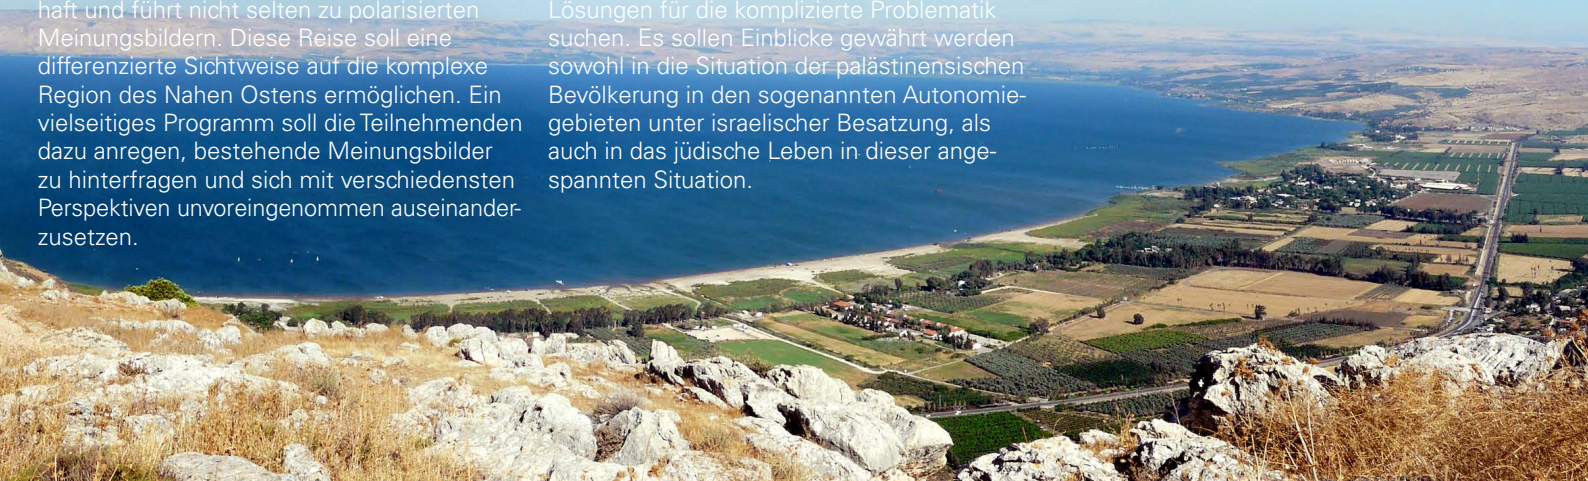 haft und führt nicht selten zu polarisierten
Meinungsbildern. Diese Reise soll eine
differenzierte Sichtweise auf die komplexe
Region des Nahen Ostens ermöglichen. Ein
vielseitiges Programm soll die Teilnehmenden
dazu anregen, bestehende Meinungsbilder
zu hinterfragen und sich mit verschiedensten
Perspektiven unvoreingenommen auseinander-
zusetzen.
Lösungen für die komplizierte Problematik
suchen. Es sollen Einblicke gewährt werden
sowohl in die Situation der palästinensischen
Bevölkerung in den sogenannten Autonomie-
gebieten unter israelischer Besatzung, als
auch in das jüdische Leben in dieser ange-
spannten Situation.